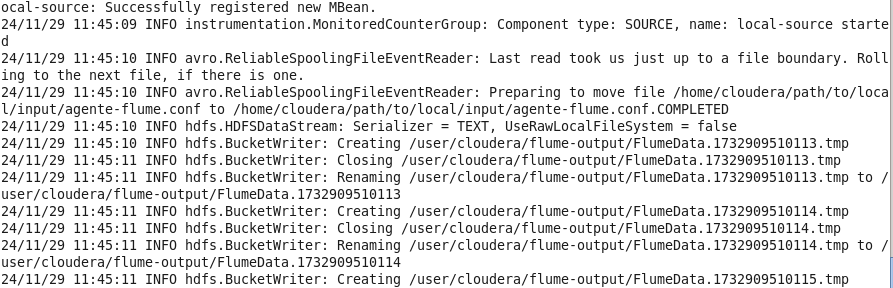 ocal-source: Successfully registered new MBean.
24/11/29 11:45:09 INFO instrumentation.MonitoredCounterGroup: Component type: SOURCE, name: local-source starte
d
24/11/29 11:45:10 INFO avro.ReliableSpoolingFileEventReader: Last read took us just up to a file boundary. Roll
ing to the next file, if there is one.
24/11/29 11:45:10 INFO avro.ReliableSpoolingFileEventReader: Preparing to move file /home/cloudera/path/to/loca
l/input/agente-flume.conf to /home/cloudera/path/to/local/input/agente-flume.conf.COMPLETED
24/11/29 11:45:10 INFO hdfs.HDFSDataStream: Serializer = TEXT, UseRawLocalFileSystem = false
24/11/29 11:45:10 INFO hdfs.BucketWriter: Creating /user/cloudera/flume-output/FlumeData.1732909510113.tmp
24/11/29 11:45:11 INFO hdfs.BucketWriter: Closing /user/cloudera/flume-output/FlumeData.1732909510113.tmp
24/11/29 11:45:11 INFO hdfs.BucketWriter: Renaming /user/cloudera/flume-output/FlumeData.1732909510113.tmp to /
user/cloudera/flume-output/FlumeData.1732909510113
24/11/29 11:45:11 INFO hdfs.BucketWriter: Creating /user/cloudera/flume-output/FlumeData.1732909510114.tmp
24/11/29 11:45:11 INFO hdfs.BucketWriter: Closing /user/cloudera/flume-output/FlumeData.1732909510114.tmp
24/11/29 11:45:11 INFO hdfs.BucketWriter: Renaming /user/cloudera/flume-output/FlumeData.1732909510114.tmp to /
user/cloudera/flume-output/FlumeData.1732909510114
24/11/29 11:45:11 INFO hdfs.BucketWriter: Creating /user/cloudera/flume-output/FlumeData.1732909510115.tmp